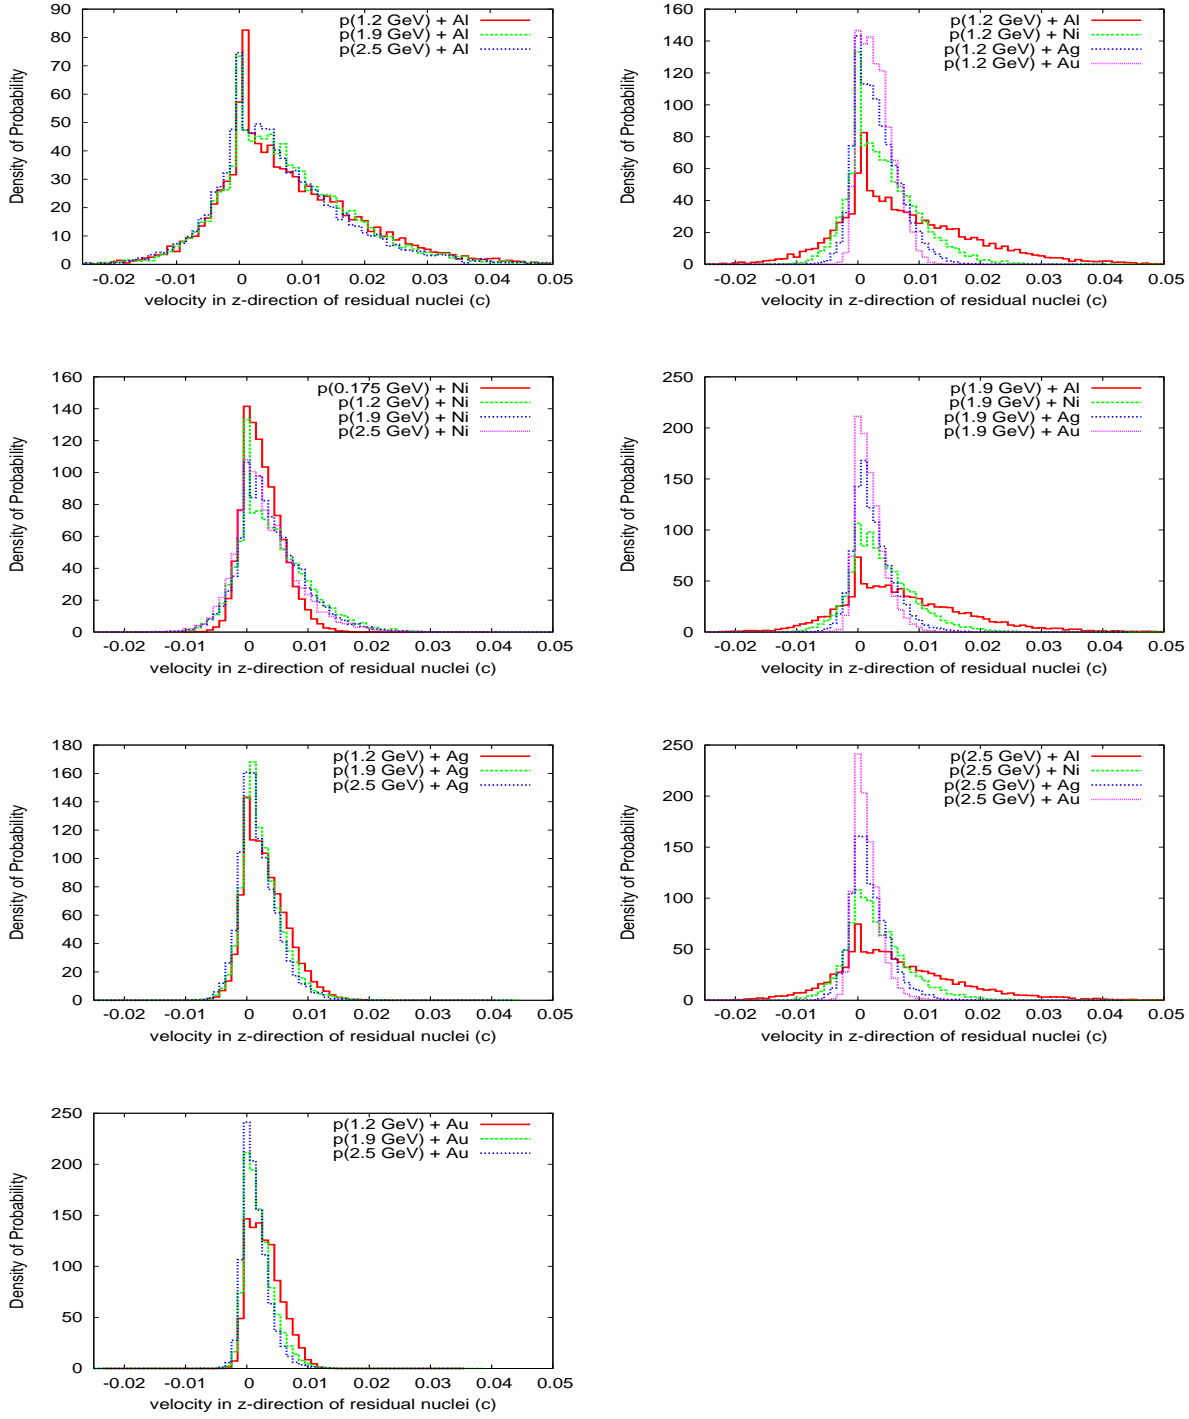 p(1.2 GeV) + Al
p(1.9 GeV) + Al
p(2.5 GeV) + Al
Density of Probability
90
80
70
60
50
40
30
20
10
0
-0.02 -0.01 0 0.01 0.02 0.03 0.04 0.05
velocity in z-direction of residual nuclei (c)
p(1.2 GeV) + Al
p(1.2 GeV) + Ni
p(1.2 GeV) + Ag
p(1.2 GeV) + Au
Density of Probability
160
140
120
100
80
60
40
20
0
-0.02 -0.01 0 0.01 0.02 0.03 0.04 0.05
velocity in z-direction of residual nuclei (c)
p(0.175 GeV) + Ni
p(1.2 GeV) + Ni
p(1.9 GeV) + Ni
p(2.5 GeV) + Ni
Density of Probability
160
140
120
100
80
60
40
20
0
-0.02 -0.01 0 0.01 0.02 0.03 0.04 0.05
velocity in z-direction of residual nuclei (c)
p(1.9 GeV) + Al
p(1.9 GeV) + Ni
p(1.9 GeV) + Ag
p(1.9 GeV) + Au
Density of Probability
250
200
150
100
50
0
-0.02 -0.01 0 0.01 0.02 0.03 0.04 0.05
velocity in z-direction of residual nuclei (c)
p(1.2 GeV) + Ag
p(1.9 GeV) + Ag
p(2.5 GeV) + Ag
Density of Probability
180
160
140
120
100
80
60
40
20
0
-0.02 -0.01 0 0.01 0.02 0.03 0.04 0.05
velocity in z-direction of residual nuclei (c)
p(2.5 GeV) + Al
p(2.5 GeV) + Ni
p(2.5 GeV) + Ag
p(2.5 GeV) + Au
Density of Probability
250
200
150
100
50
0
-0.02 -0.01 0 0.01 0.02 0.03 0.04 0.05
velocity in z-direction of residual nuclei (c)
p(1.2 GeV) + Au
p(1.9 GeV) + Au
p(2.5 GeV) + Au
Density of Probability
250
200
150
100
50
0
-0.02 -0.01 0 0.01 0.02 0.03 0.04 0.05
velocity in z-direction of residual nuclei (c)